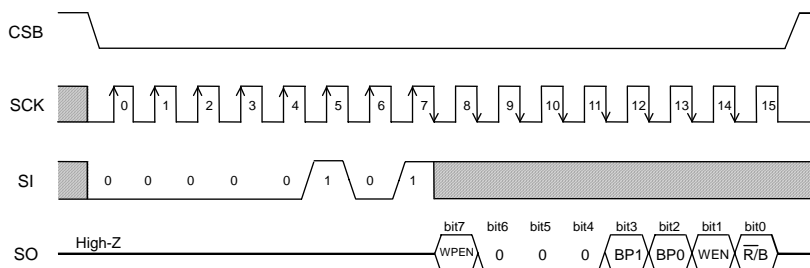 CSB
SCK 0 1 2 3 4 5 6 7 8 9 10 11 12 13 14 15
SI 0 0 0 0 0 1 0 1
bit7 bit6 bit5 bit4 bit3 bit2 bit1 bit0
SO High-Z WPEN 0 0 0 BP1 BP0 WEN R̅/B